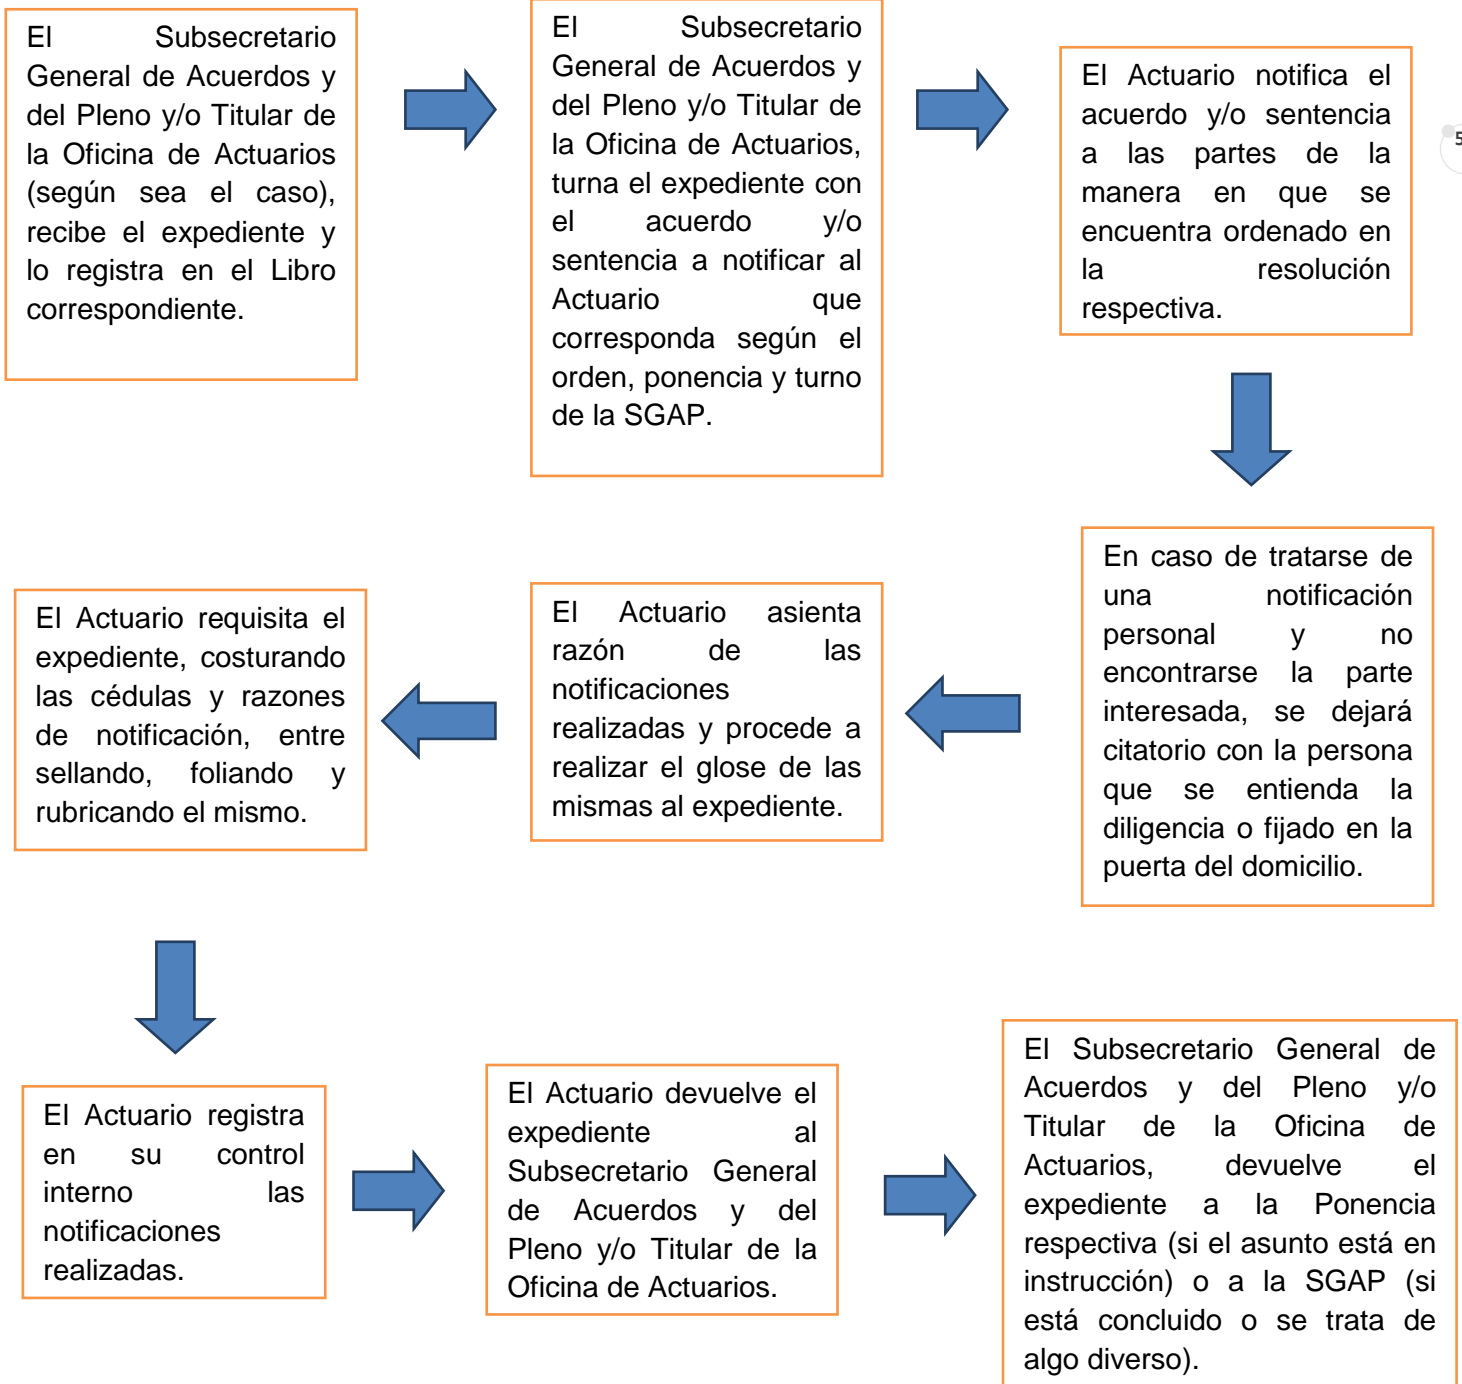 El Subsecretario
General de Acuerdos y
del Pleno y/o Titular de
la Oficina de Actuarios
(según sea el caso),
recibe el expediente y
lo registra en el Libro
correspondiente.
El Subsecretario
General de Acuerdos y
del Pleno y/o Titular de
la Oficina de Actuarios,
turna el expediente con
el acuerdo y/o
sentencia a notificar al
Actuario que
corresponda según el
orden, ponencia y turno
de la SGAP.
El Actuario notifica el
acuerdo y/o sentencia
a las partes de la
manera en que se
encuentra ordenado en
la resolución
respectiva.
5
En caso de tratarse de
una notificación
personal y no
encontrarse la parte
interesada, se dejará
citatorio con la persona
que se entienda la
diligencia o fijado en la
puerta del domicilio.
El Actuario asienta
razón de las
notificaciones
realizadas y procede a
realizar el glose de las
mismas al expediente.
El Actuario requisita el
expediente, costurando
las cédulas y razones
de notificación, entre
sellando, foliando y
rubricando el mismo.
El Actuario registra
en su control
interno las
notificaciones
realizadas.
El Actuario devuelve el
expediente al
Subsecretario General
de Acuerdos y del
Pleno y/o Titular de la
Oficina de Actuarios.
El Subsecretario General de
Acuerdos y del Pleno y/o
Titular de la Oficina de
Actuarios, devuelve el
expediente a la Ponencia
respectiva (si el asunto está en
instrucción) o a la SGAP (si
está concluido o se trata de
algo diverso).